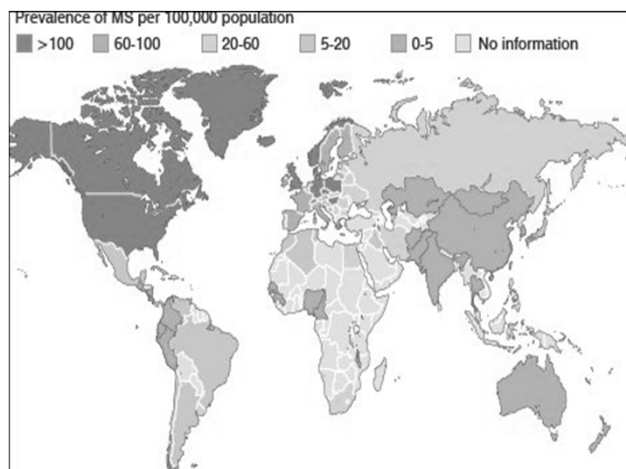 Prevalence of MS per 100,000 population
>100 60-100 20-60 5-20 0-5 No information